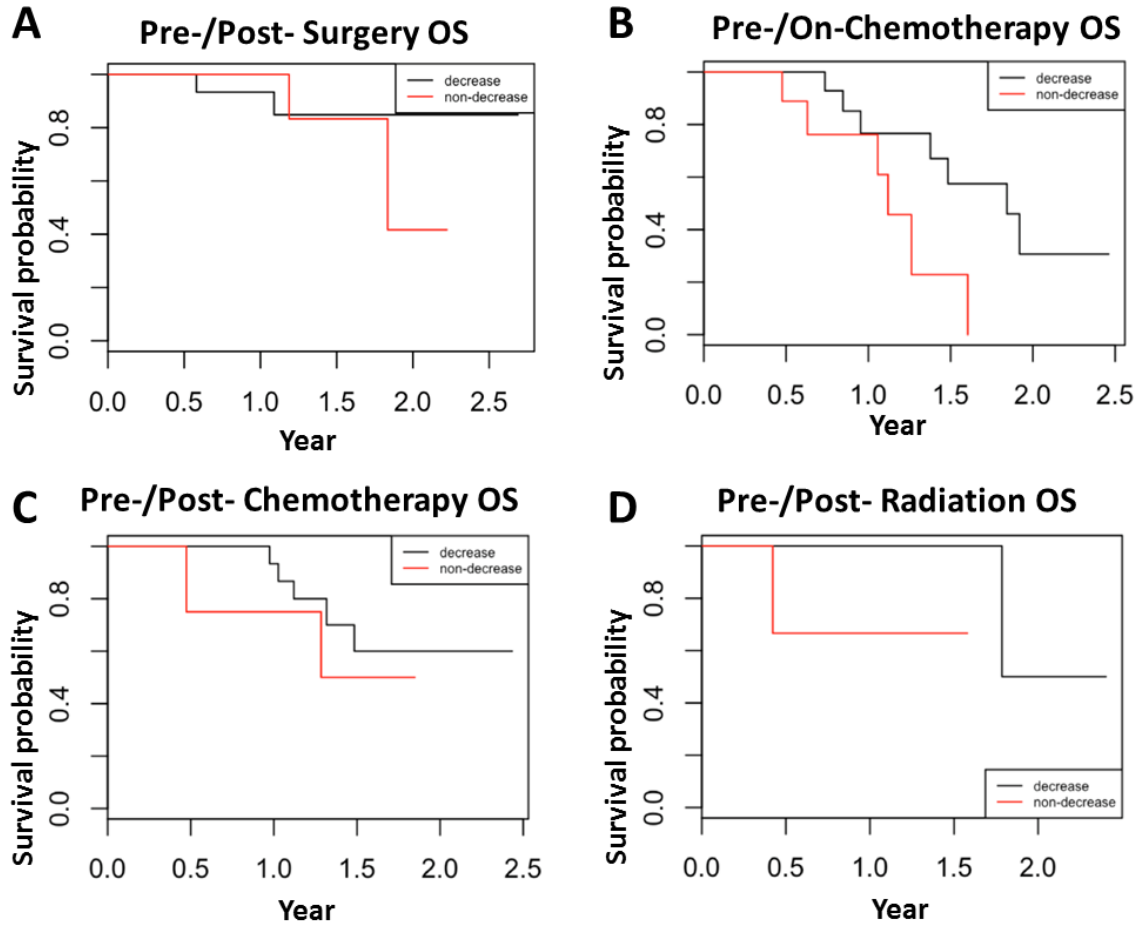 A
Pre-/Post- Surgery OS
decrease
non-decrease
Survival probability
0.0 0.4 0.8
0.0 0.5 1.0 1.5 2.0 2.5
Year
B
Pre-/On-Chemotherapy OS
decrease
non-decrease
Survival probability
0.0 0.4 0.8
0.0 0.5 1.0 1.5 2.0 2.5
Year
C
Pre-/Post- Chemotherapy OS
decrease
non-decrease
Survival probability
0.0 0.4 0.8
0.0 0.5 1.0 1.5 2.0 2.5
Year
D
Pre-/Post- Radiation OS
decrease
non-decrease
Survival probability
0.0 0.4 0.8
0.0 0.5 1.0 1.5 2.0
Year